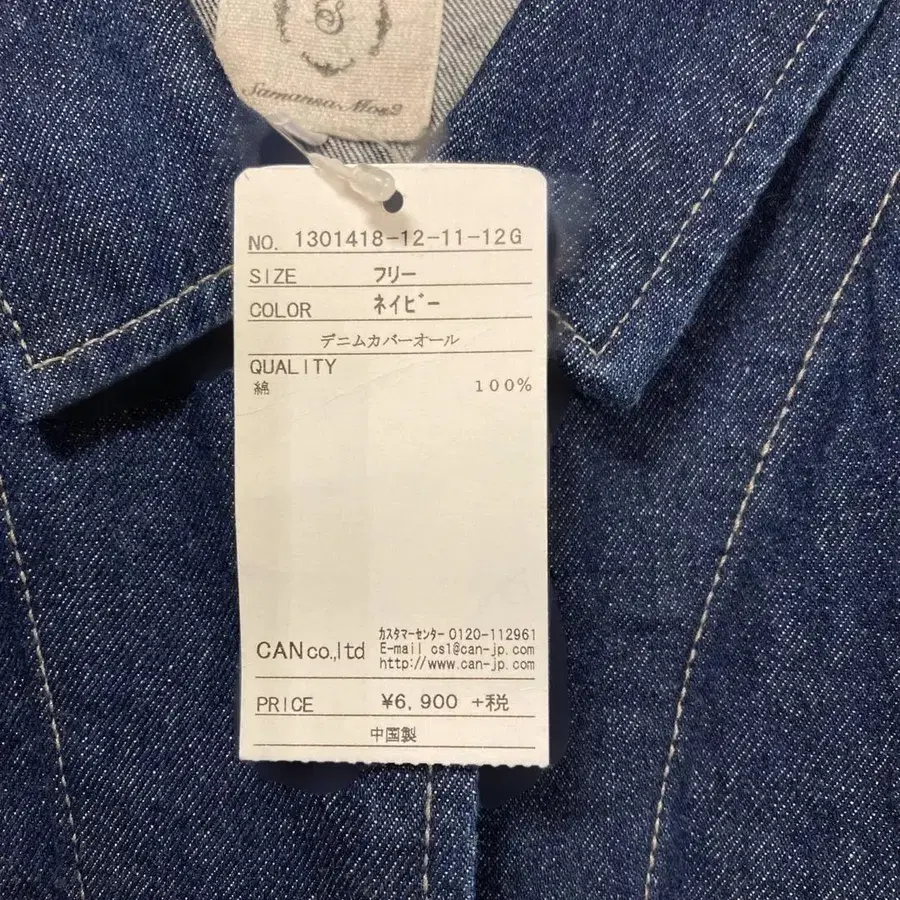 S
Samansa Mos2
NO. 1301418-12-11-12G
SIZE フリー
COLOR ネイビー
デニムカバーオール
QUALITY
綿 100%
CAN co.,ltd
カスタマーセンター 0120-112961
E-mail cs1@can-jp.com
http://www.can-jp.com
PRICE ¥6,900 +税
中国製